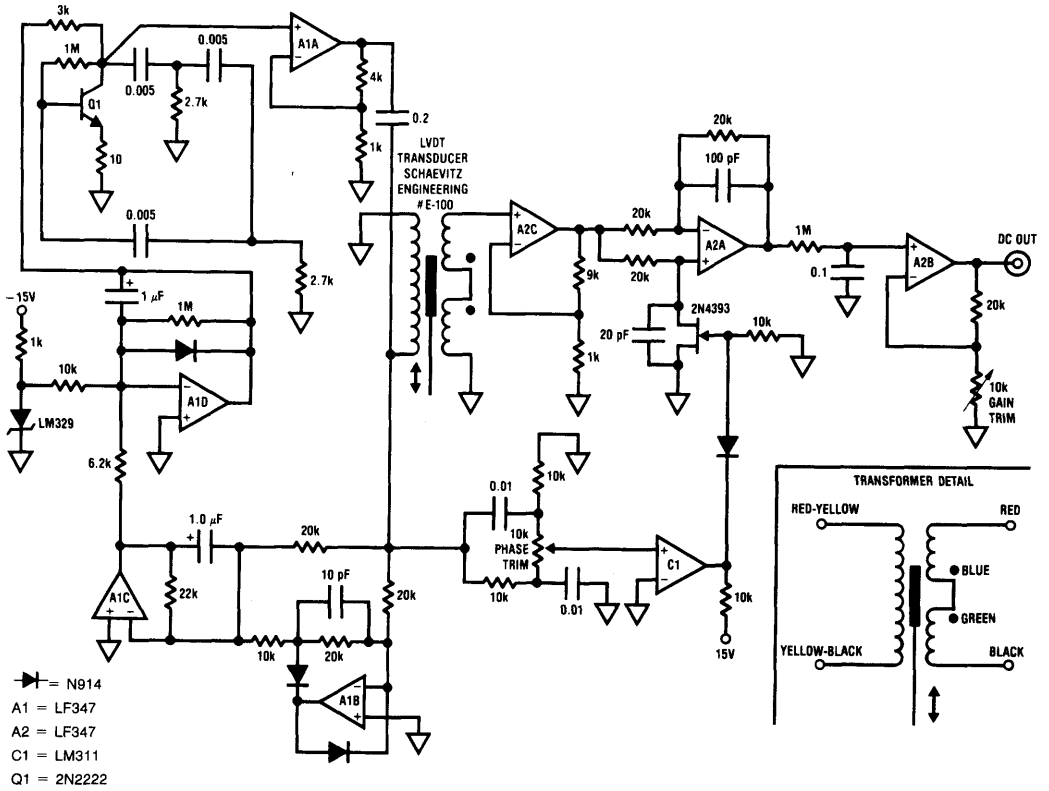 3k
1M
0.005
0.005
Q1
2.7k
10
0.005
2.7k
+
−
A1A
4k
1k
0.2
LVDT
TRANSDUCER
SCHAEVITZ
ENGINEERING
#E-100
+
−
A2C
9k
1k
20k
100 pF
20k
20k
−
+
A2A
20 pF
2N4393
10k
1M
0.1
+
−
A2B
DC OUT
20k
10k
GAIN
TRIM
−15V
1k
LM329
10k
+
1 μF
1M
−
+
A1D
6.2k
+
1.0 μF
22k
A1C
+ −
20k
10 pF
10k
20k
20k
A1B
−
+
0.01
10k
10k
PHASE
TRIM
10k
0.01
+
−
C1
10k
15V
TRANSFORMER DETAIL
RED-YELLOW
RED
BLUE
GREEN
YELLOW-BLACK
BLACK
= N914
A1 = LF347
A2 = LF347
C1 = LM311
Q1 = 2N2222